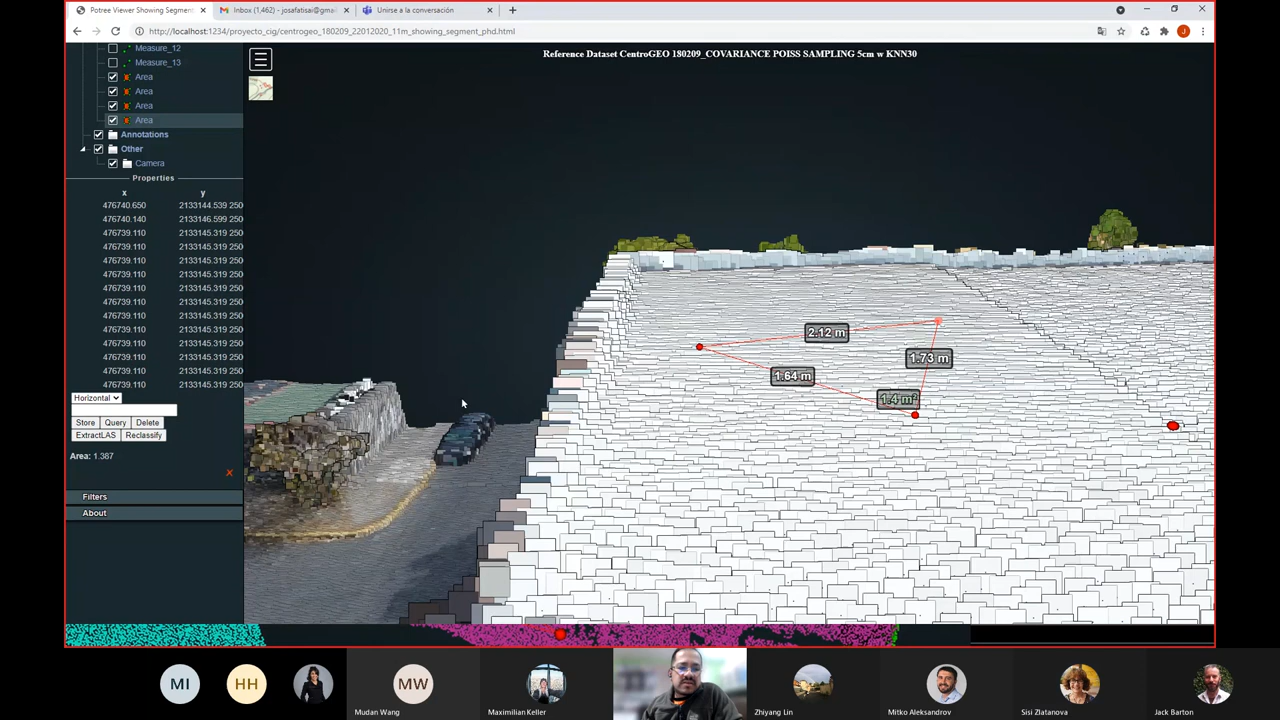 Potree Viewer Showing Segment
Inbox (1,462) - josafatisai@gmai
Unirse a la conversación
http://localhost:1234/proyecto_cig/centrogeo_180209_22012020_11m_showing_segment_phd.html
J
Reference Dataset CentroGEO 180209_COVARIANCE POISS SAMPLING 5cm w KNN30
Measure_12
Measure_13
Area
Area
Area
Area
Annotations
Other
Camera
Properties
x y
476740.650 2133144.539 250
476740.140 2133146.599 250
476739.110 2133145.319 250
476739.110 2133145.319 250
476739.110 2133145.319 250
476739.110 2133145.319 250
476739.110 2133145.319 250
476739.110 2133145.319 250
476739.110 2133145.319 250
476739.110 2133145.319 250
476739.110 2133145.319 250
476739.110 2133145.319 250
476739.110 2133145.319 250
476739.110 2133145.319 250
Horizontal
Store Query Delete
ExtractLAS Reclassify
Area: 1.387
Filters
About
2.12 m
1.73 m
1.64 m
1.4 m²
MI
HH
MW
Mudan Wang
Maximilian Keller
Zhiyang Lin
Mitko Aleksandrov
Sisi Zlatanova
Jack Barton